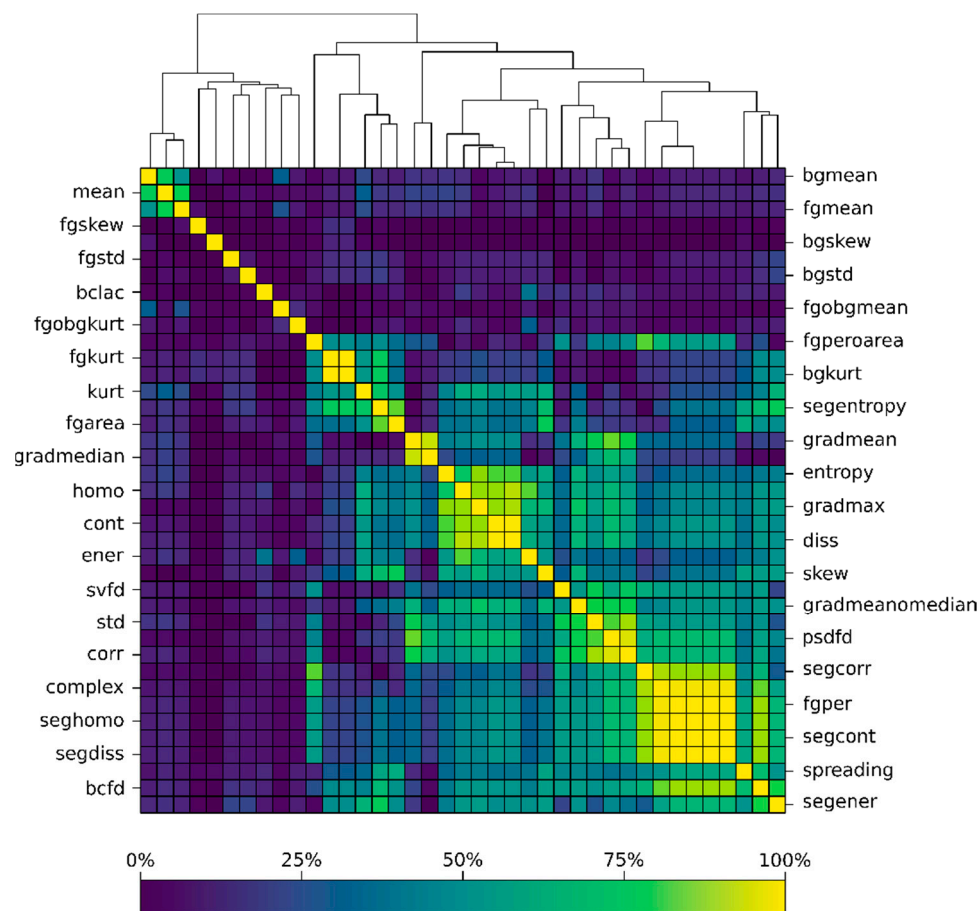 bgmean
mean
fgmean
fgskew
bgskew
fgstd
bgstd
bclac
fgobgmean
fgobgkurt
fgperoarea
fgkurt
bgkurt
kurt
segentropy
fgarea
gradmean
gradmedian
entropy
homo
gradmax
cont
diss
ener
skew
svfd
gradmeanomedian
std
psdfd
corr
segcorr
complex
fgper
seghomo
segcont
segdiss
spreading
bcfd
segener
0% 25% 50% 75% 100%